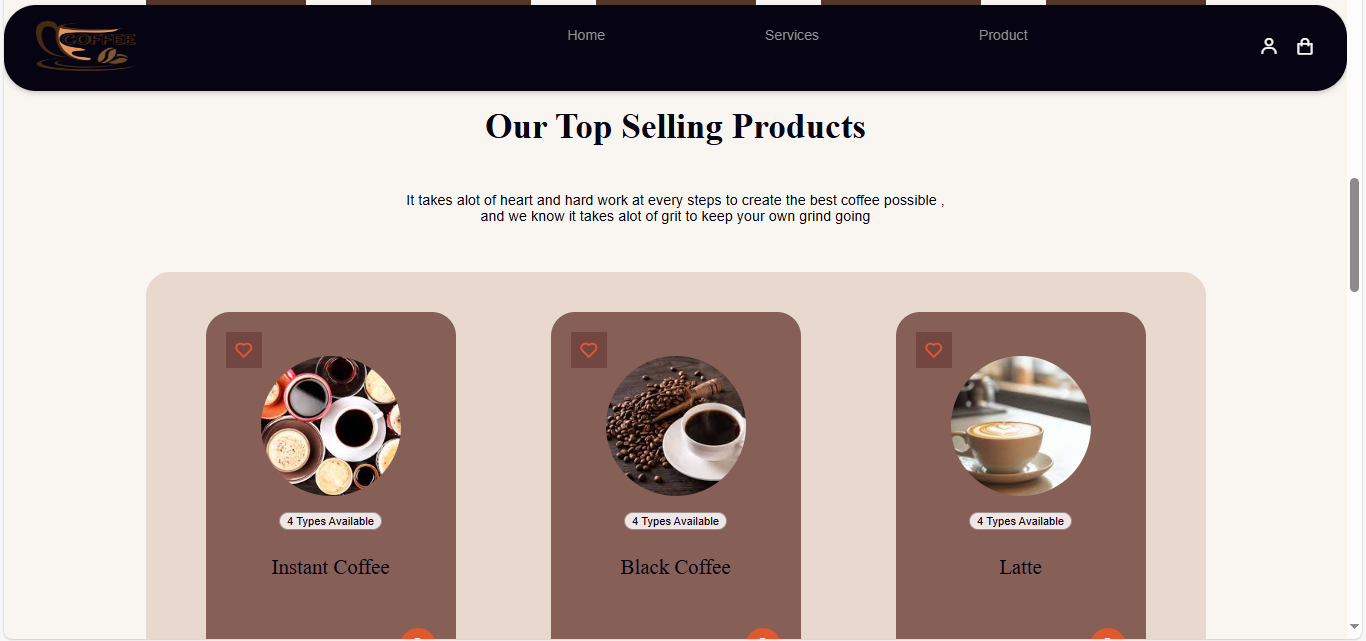 COFFEE
Home Services Product
Our Top Selling Products
It takes alot of heart and hard work at every steps to create the best coffee possible ,
and we know it takes alot of grit to keep your own grind going
4 Types Available
4 Types Available
4 Types Available
Instant Coffee
Black Coffee
Latte